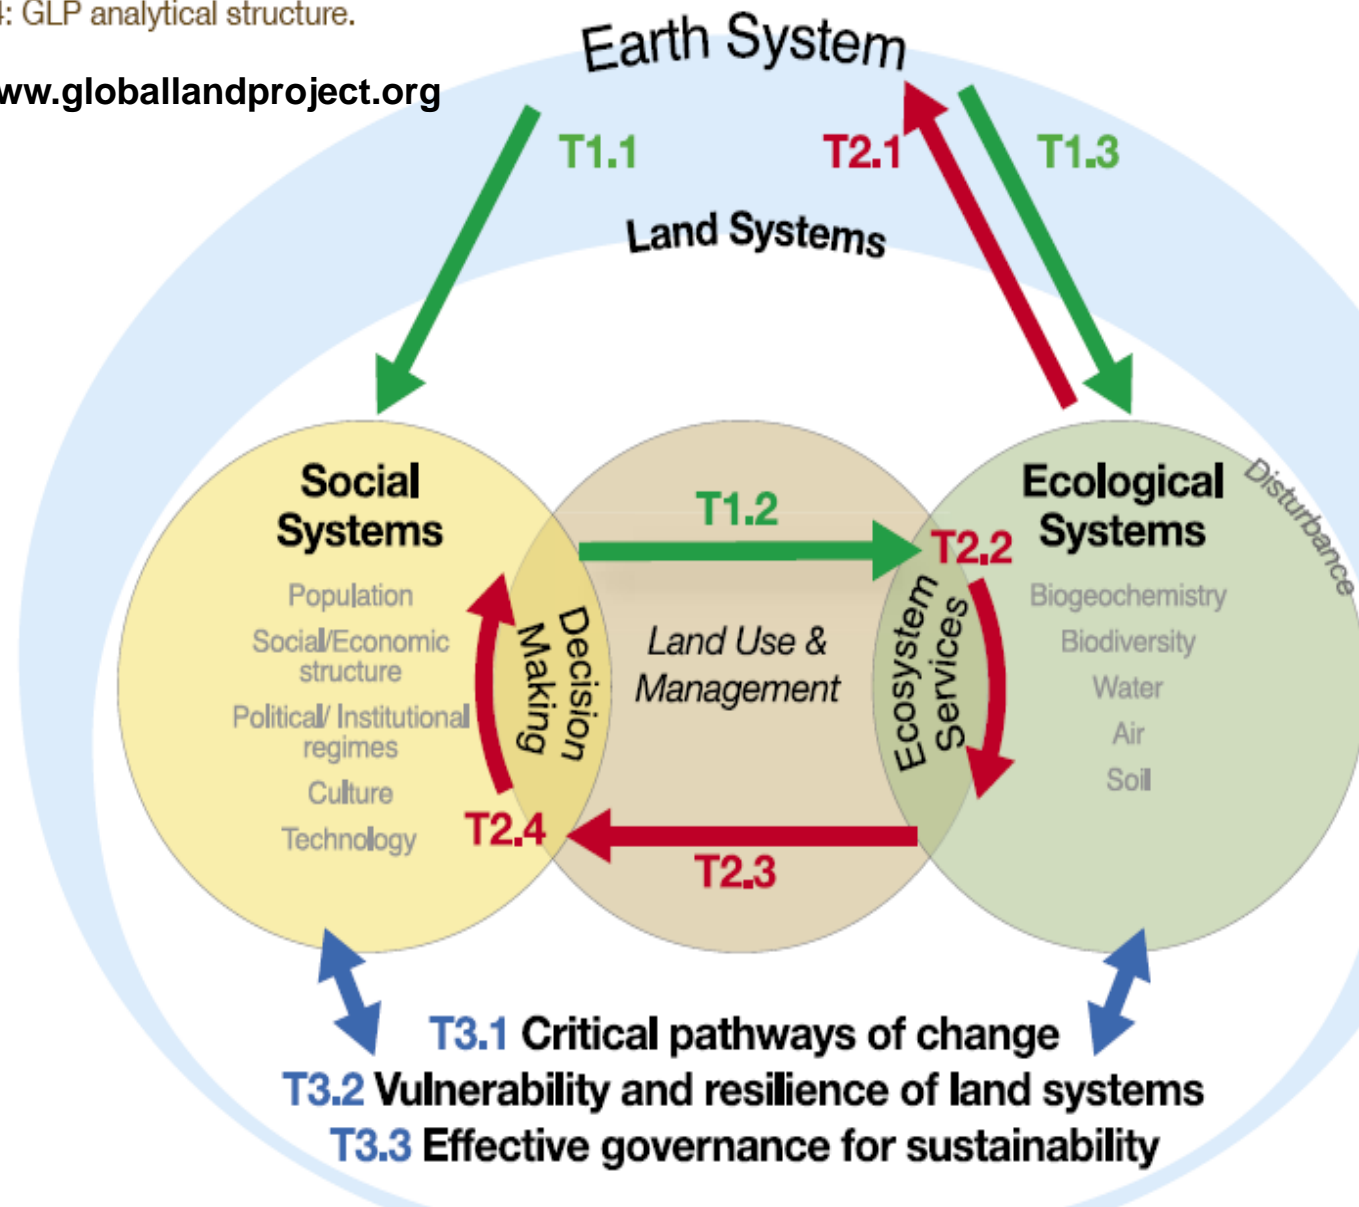 4: GLP analytical structure.
ww.globallandproject.org
Earth System
T1.1
T2.1
T1.3
Land Systems
Social
Systems
Population
Social/Economic
structure
Political/ Institutional
regimes
Culture
Technology
Decision
Making
T1.2
Land Use &
Management
T2.3
T2.4
T2.2
Ecosystem
Services
Ecological
Systems
Biogeochemistry
Biodiversity
Water
Air
Soil
Disturbance
T3.1 Critical pathways of change
T3.2 Vulnerability and resilience of land systems
T3.3 Effective governance for sustainability